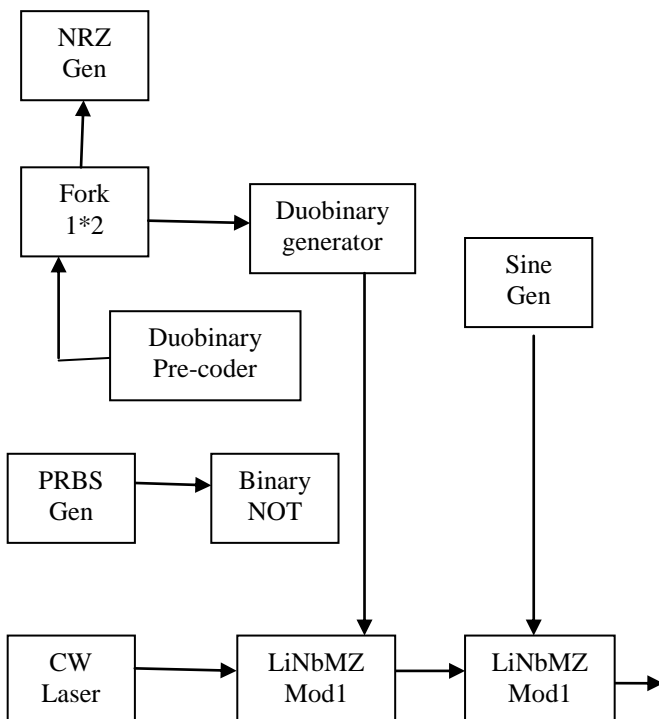 NRZ
Gen
Fork
1*2
Duobinary
generator
Sine
Gen
Duobinary
Pre-coder
PRBS
Gen
Binary
NOT
CW
Laser
LiNbMZ
Mod1
LiNbMZ
Mod1